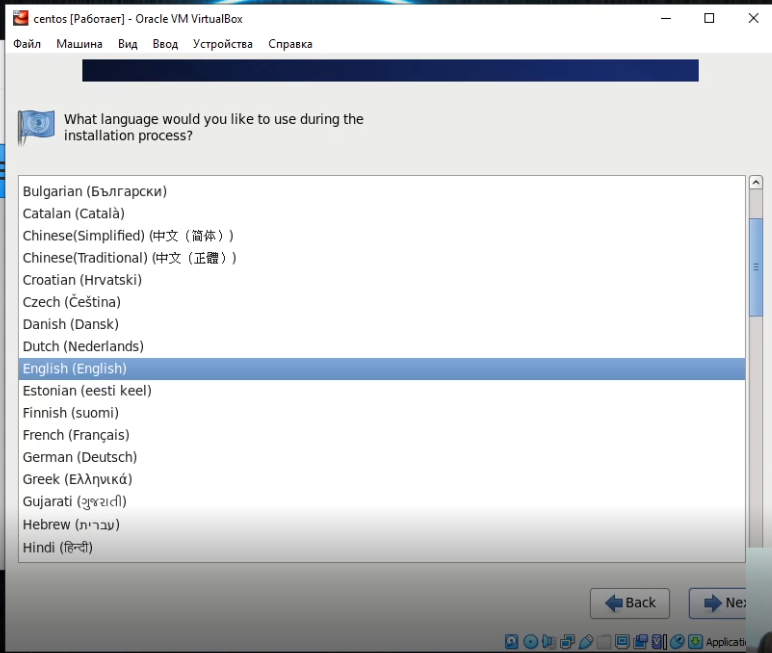 centos [Работает] - Oracle VM VirtualBox
Файл Машина Вид Ввод Устройства Справка
What language would you like to use during the
installation process?
Bulgarian (Български)
Catalan (Català)
Chinese(Simplified) (中文（简体）)
Chinese(Traditional) (中文（正體）)
Croatian (Hrvatski)
Czech (Čeština)
Danish (Dansk)
Dutch (Nederlands)
English (English)
Estonian (eesti keel)
Finnish (suomi)
French (Français)
German (Deutsch)
Greek (Ελληνικά)
Gujarati (ગુજરાતી)
Hebrew (עברית)
Hindi (हिन्दी)
Back